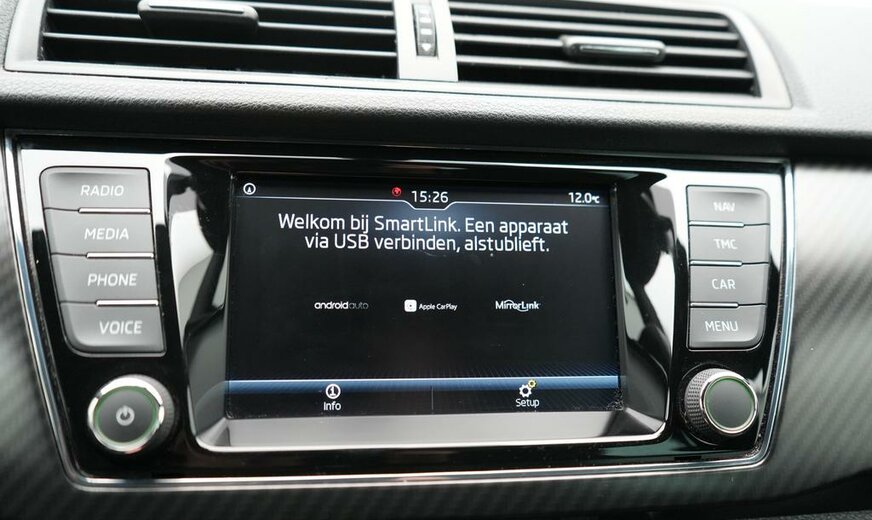 RADIO
MEDIA
PHONE
VOICE
15:26
12.0°C
Welkom bij SmartLink. Een apparaat
via USB verbinden, alstublieft.
androidauto
Apple CarPlay
MirrorLink
Info
Setup
NAV
TMC
CAR
MENU